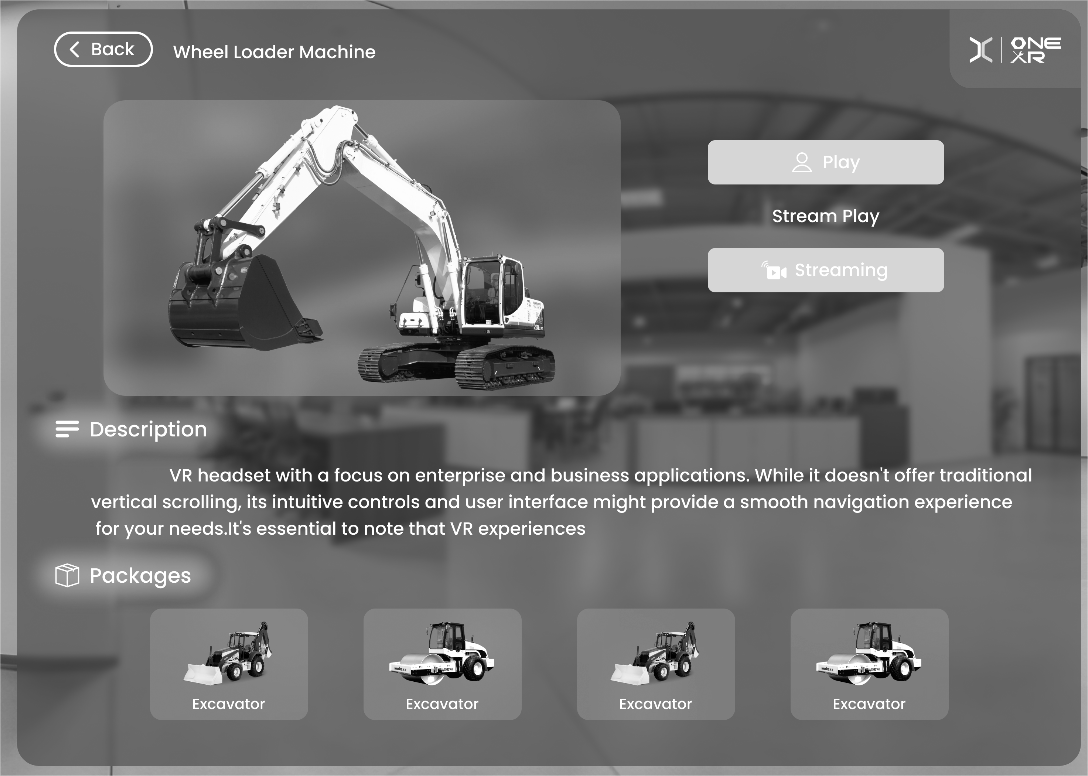 Back
Wheel Loader Machine
ONE
XR
Play
Stream Play
Streaming
Description
VR headset with a focus on enterprise and business applications. While it doesn't offer traditional
vertical scrolling, its intuitive controls and user interface might provide a smooth navigation experience
for your needs.It's essential to note that VR experiences
Packages
Excavator
Excavator
Excavator
Excavator